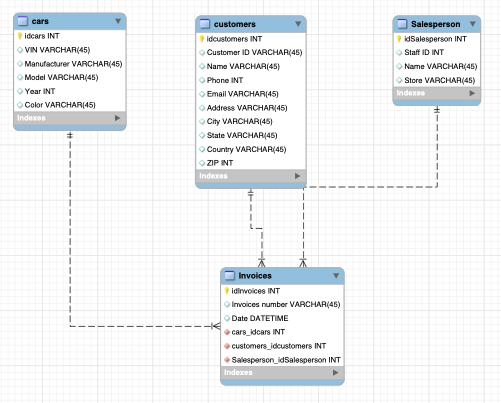 cars
idcars INT
VIN VARCHAR(45)
Manufacturer VARCHAR(45)
Model VARCHAR(45)
Year INT
Color VARCHAR(45)
Indexes
customers
idcustomers INT
Customer ID VARCHAR(45)
Name VARCHAR(45)
Phone INT
Email VARCHAR(45)
Address VARCHAR(45)
City VARCHAR(45)
State VARCHAR(45)
Country VARCHAR(45)
ZIP INT
Indexes
Salesperson
idSalesperson INT
Staff ID INT
Name VARCHAR(45)
Store VARCHAR(45)
Indexes
Invoices
idInvoices INT
Invoices number VARCHAR(45)
Date DATETIME
cars_idcars INT
customers_idcustomers INT
Salesperson_idSalesperson INT
Indexes